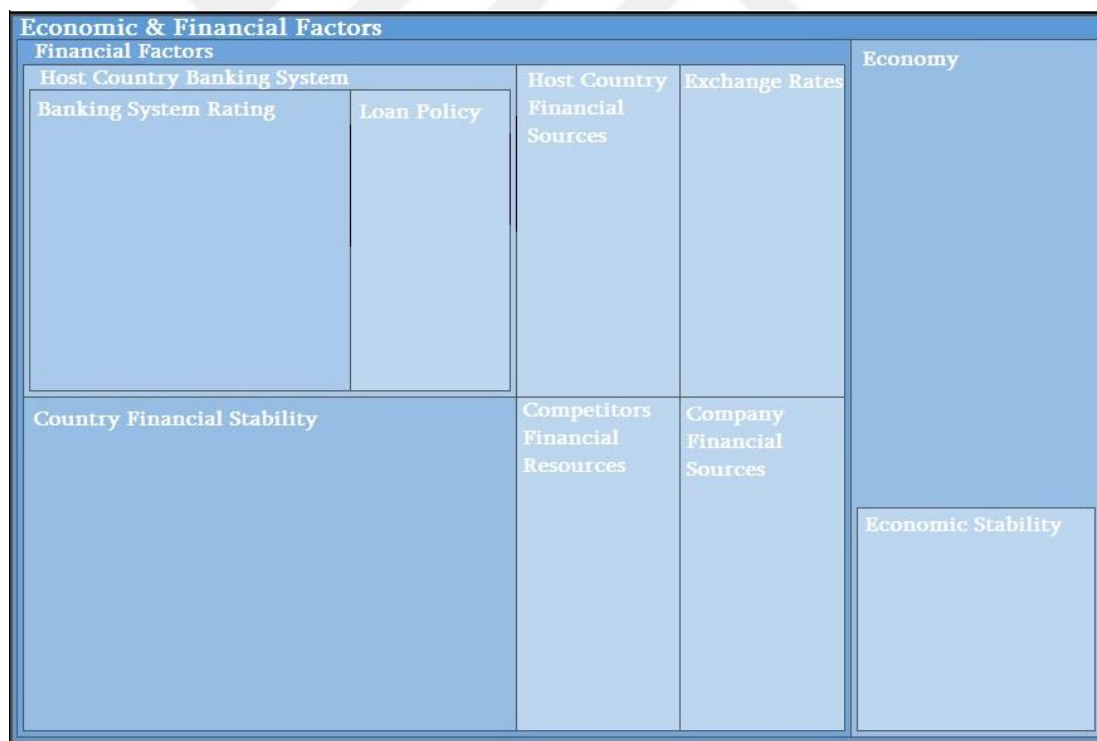 Economic & Financial Factors
Financial Factors
Host Country Banking System
Banking System Rating
Loan Policy
Host Country
Financial
Sources
Exchange Rates
Economy
Country Financial Stability
Competitors
Financial
Resources
Company
Financial
Sources
Economic Stability